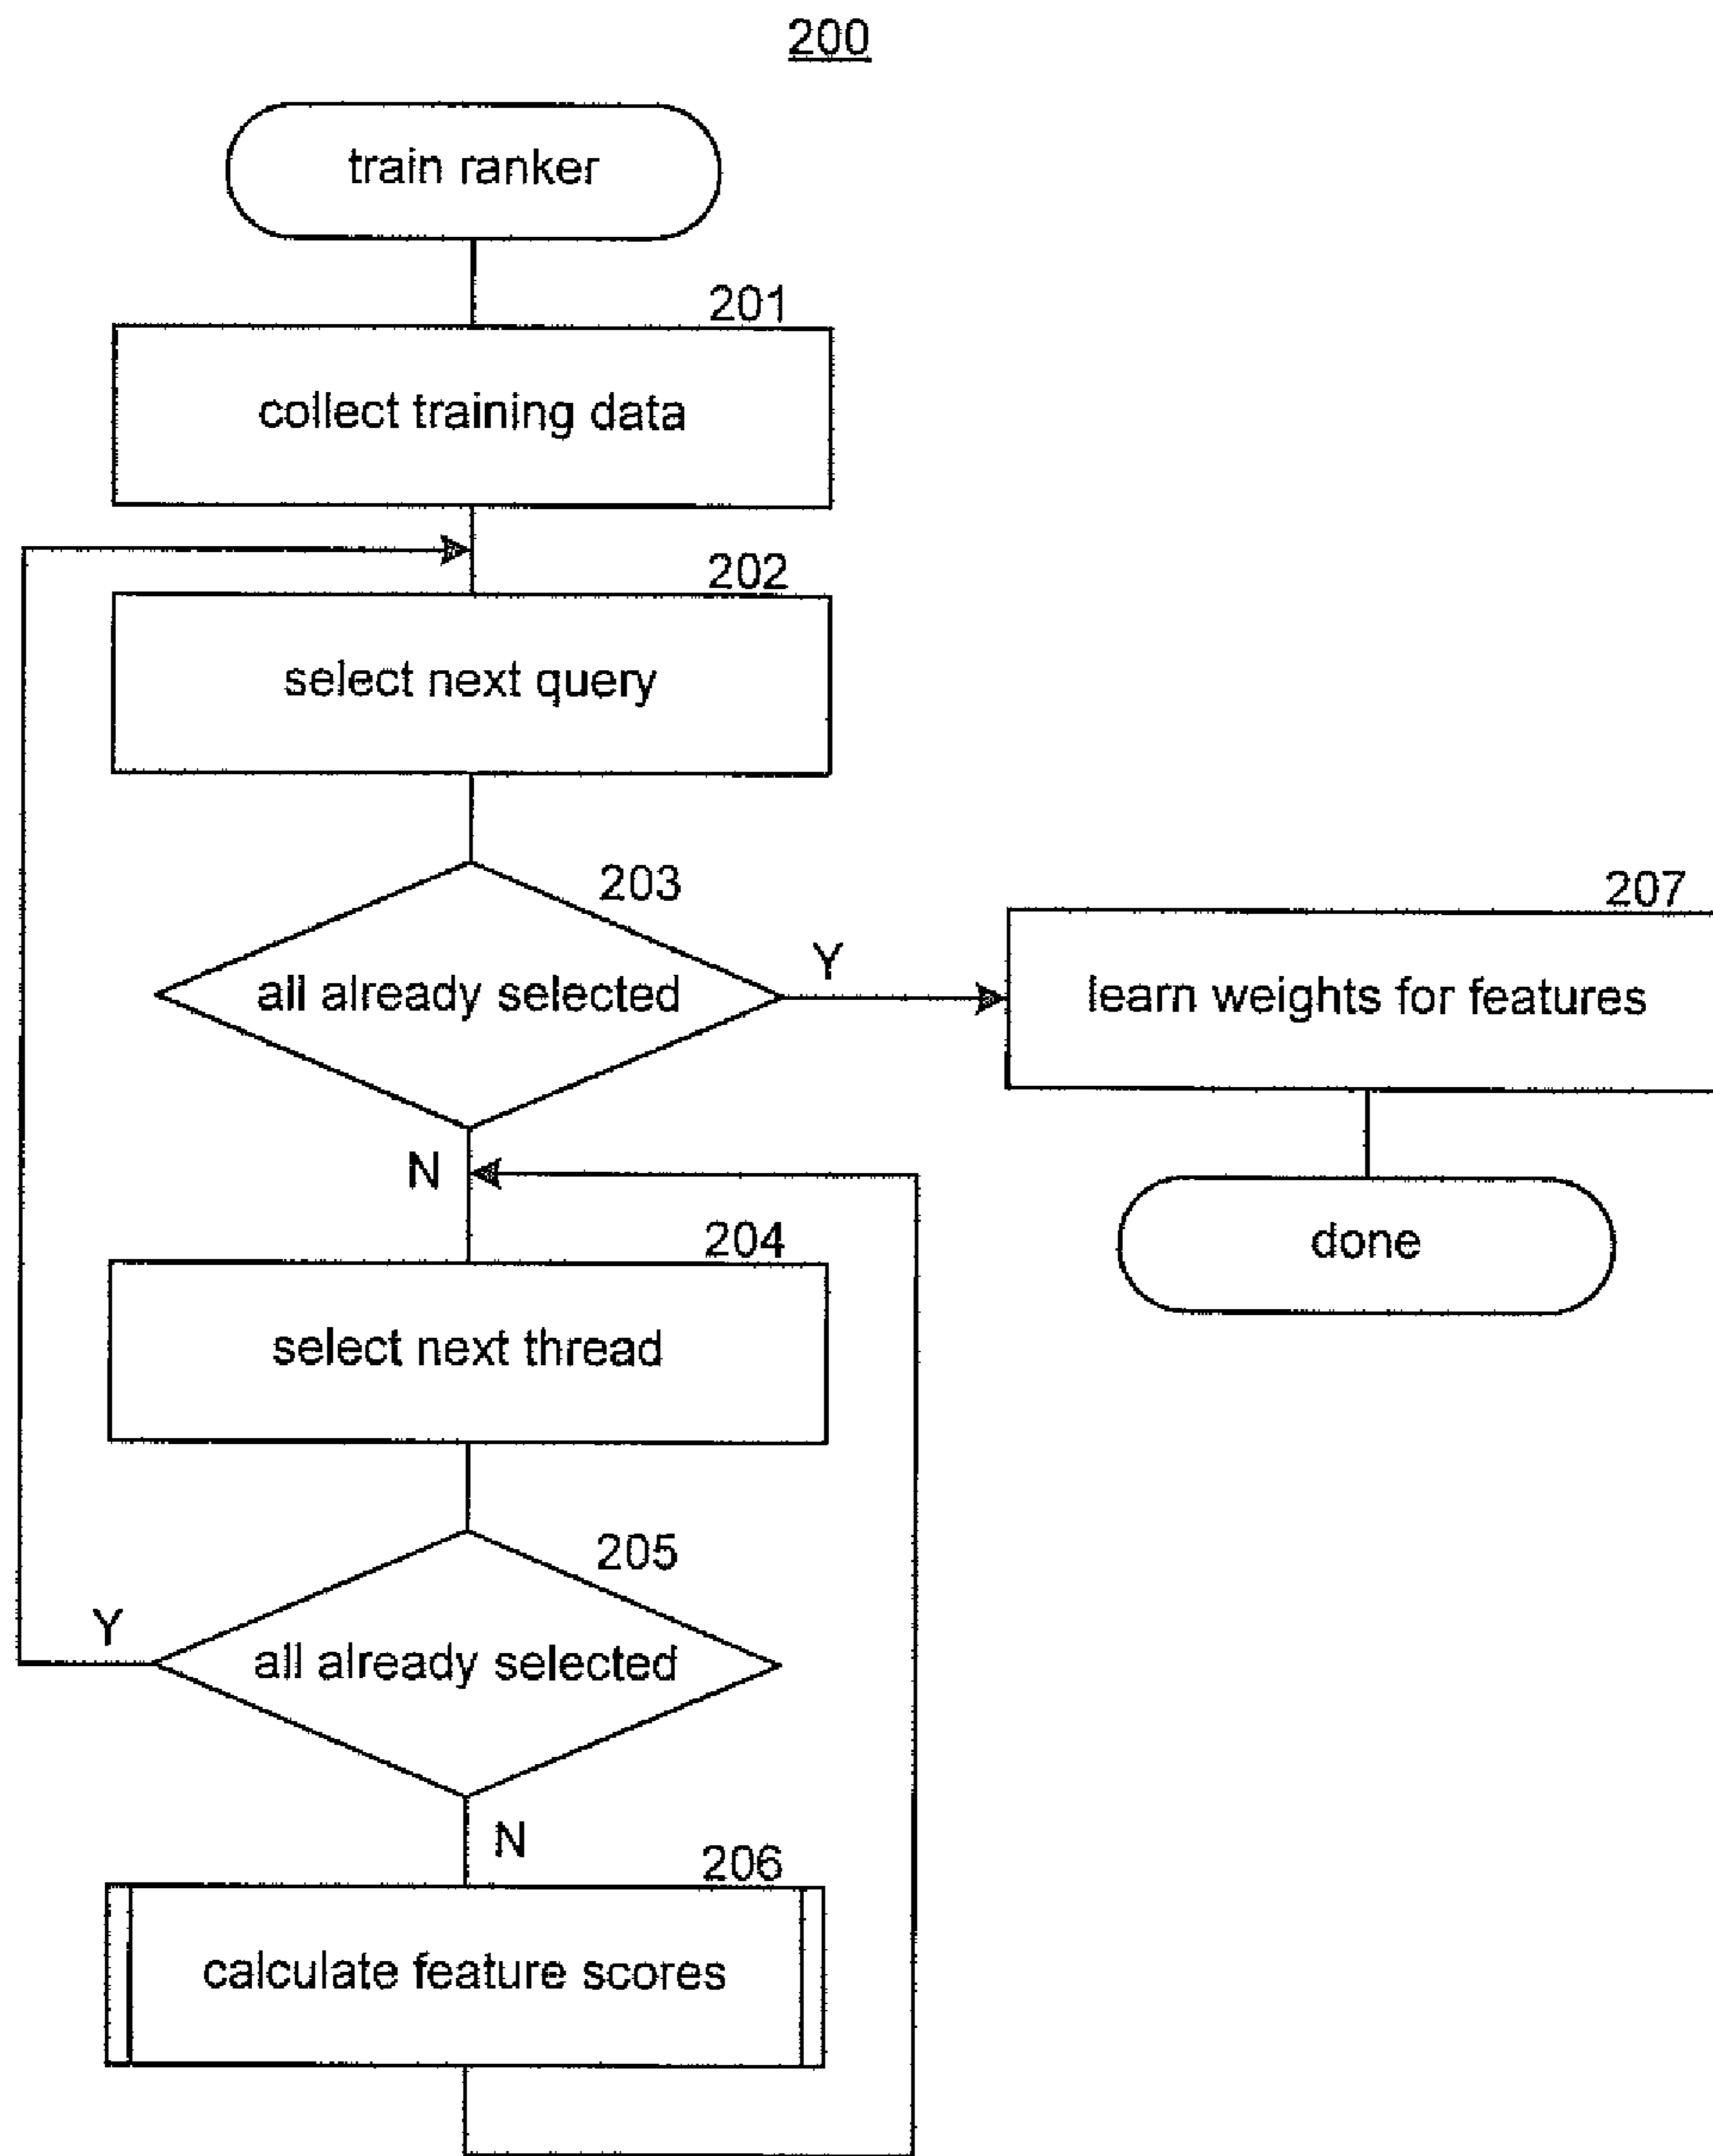 200
train ranker
201
collect training data
202
select next query
203
all already selected
Y
207
learn weights for features
N
done
204
select next thread
205
Y
all already selected
N
206
calculate feature scores